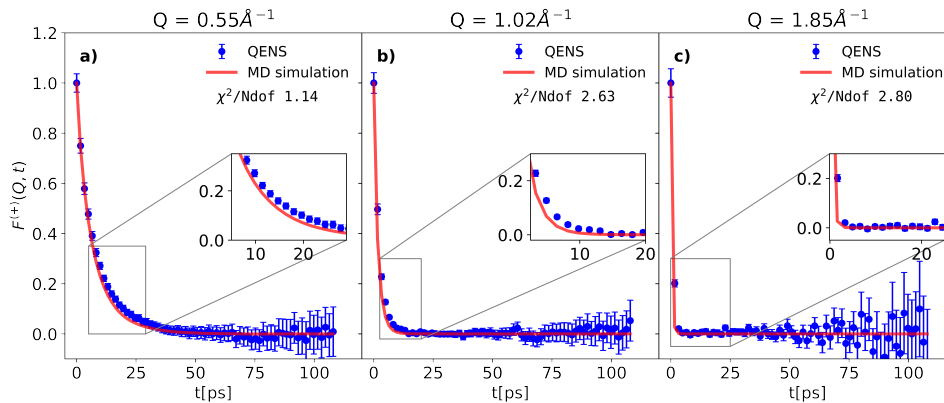 Q = 0.55Å⁻¹
Q = 1.02Å⁻¹
Q = 1.85Å⁻¹
F⁽⁺⁾(Q, t)
1.2
1.0
0.8
0.6
0.4
0.2
0.0
a)
QENS
MD simulation
χ²/Ndof 1.14
0.2
0.0
10
20
0
25
50
75
100
t[ps]
b)
QENS
MD simulation
χ²/Ndof 2.63
0.2
0.0
10
20
0
25
50
75
100
t[ps]
c)
QENS
MD simulation
χ²/Ndof 2.80
0.2
0.0
0
10
20
0
25
50
75
100
t[ps]